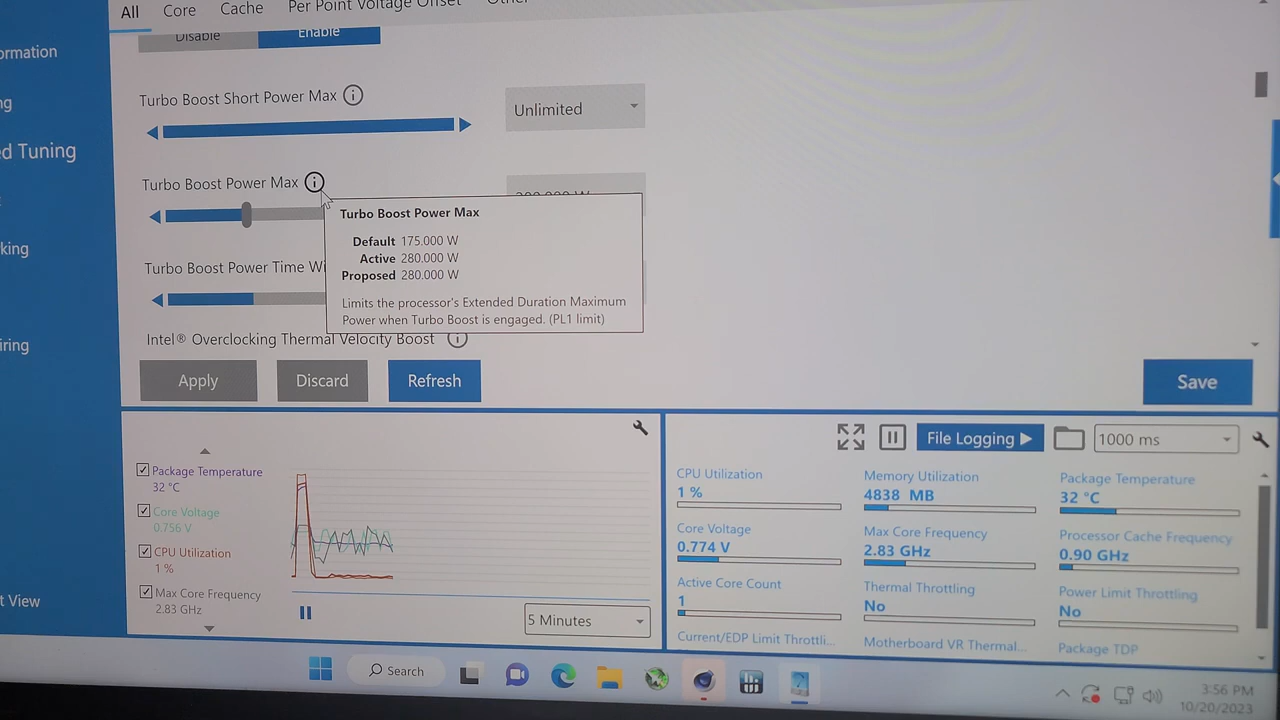 All
Core
Cache
Per Point Voltage Offset
Other
ormation
ng
ed Tuning
king
iring
t View
Disable
Enable
Turbo Boost Short Power Max
Unlimited
Turbo Boost Power Max
Turbo Boost Power Max
Default 175.000 W
Active 280.000 W
Proposed 280.000 W
Limits the processor's Extended Duration Maximum
Power when Turbo Boost is engaged. (PL1 limit)
Turbo Boost Power Time Wi
Intel® Overclocking Thermal Velocity Boost
Apply
Discard
Refresh
Save
Package Temperature
32 °C
Core Voltage
0.756 V
CPU Utilization
1 %
Max Core Frequency
2.83 GHz
5 Minutes
File Logging
1000 ms
CPU Utilization
1 %
Memory Utilization
4838 MB
Package Temperature
32 °C
Core Voltage
0.774 V
Max Core Frequency
2.83 GHz
Processor Cache Frequency
0.90 GHz
Active Core Count
1
Thermal Throttling
No
Power Limit Throttling
No
Current/EDP Limit Throttli...
Motherboard VR Thermal...
Package TDP
Search
3:56 PM
10/20/2023